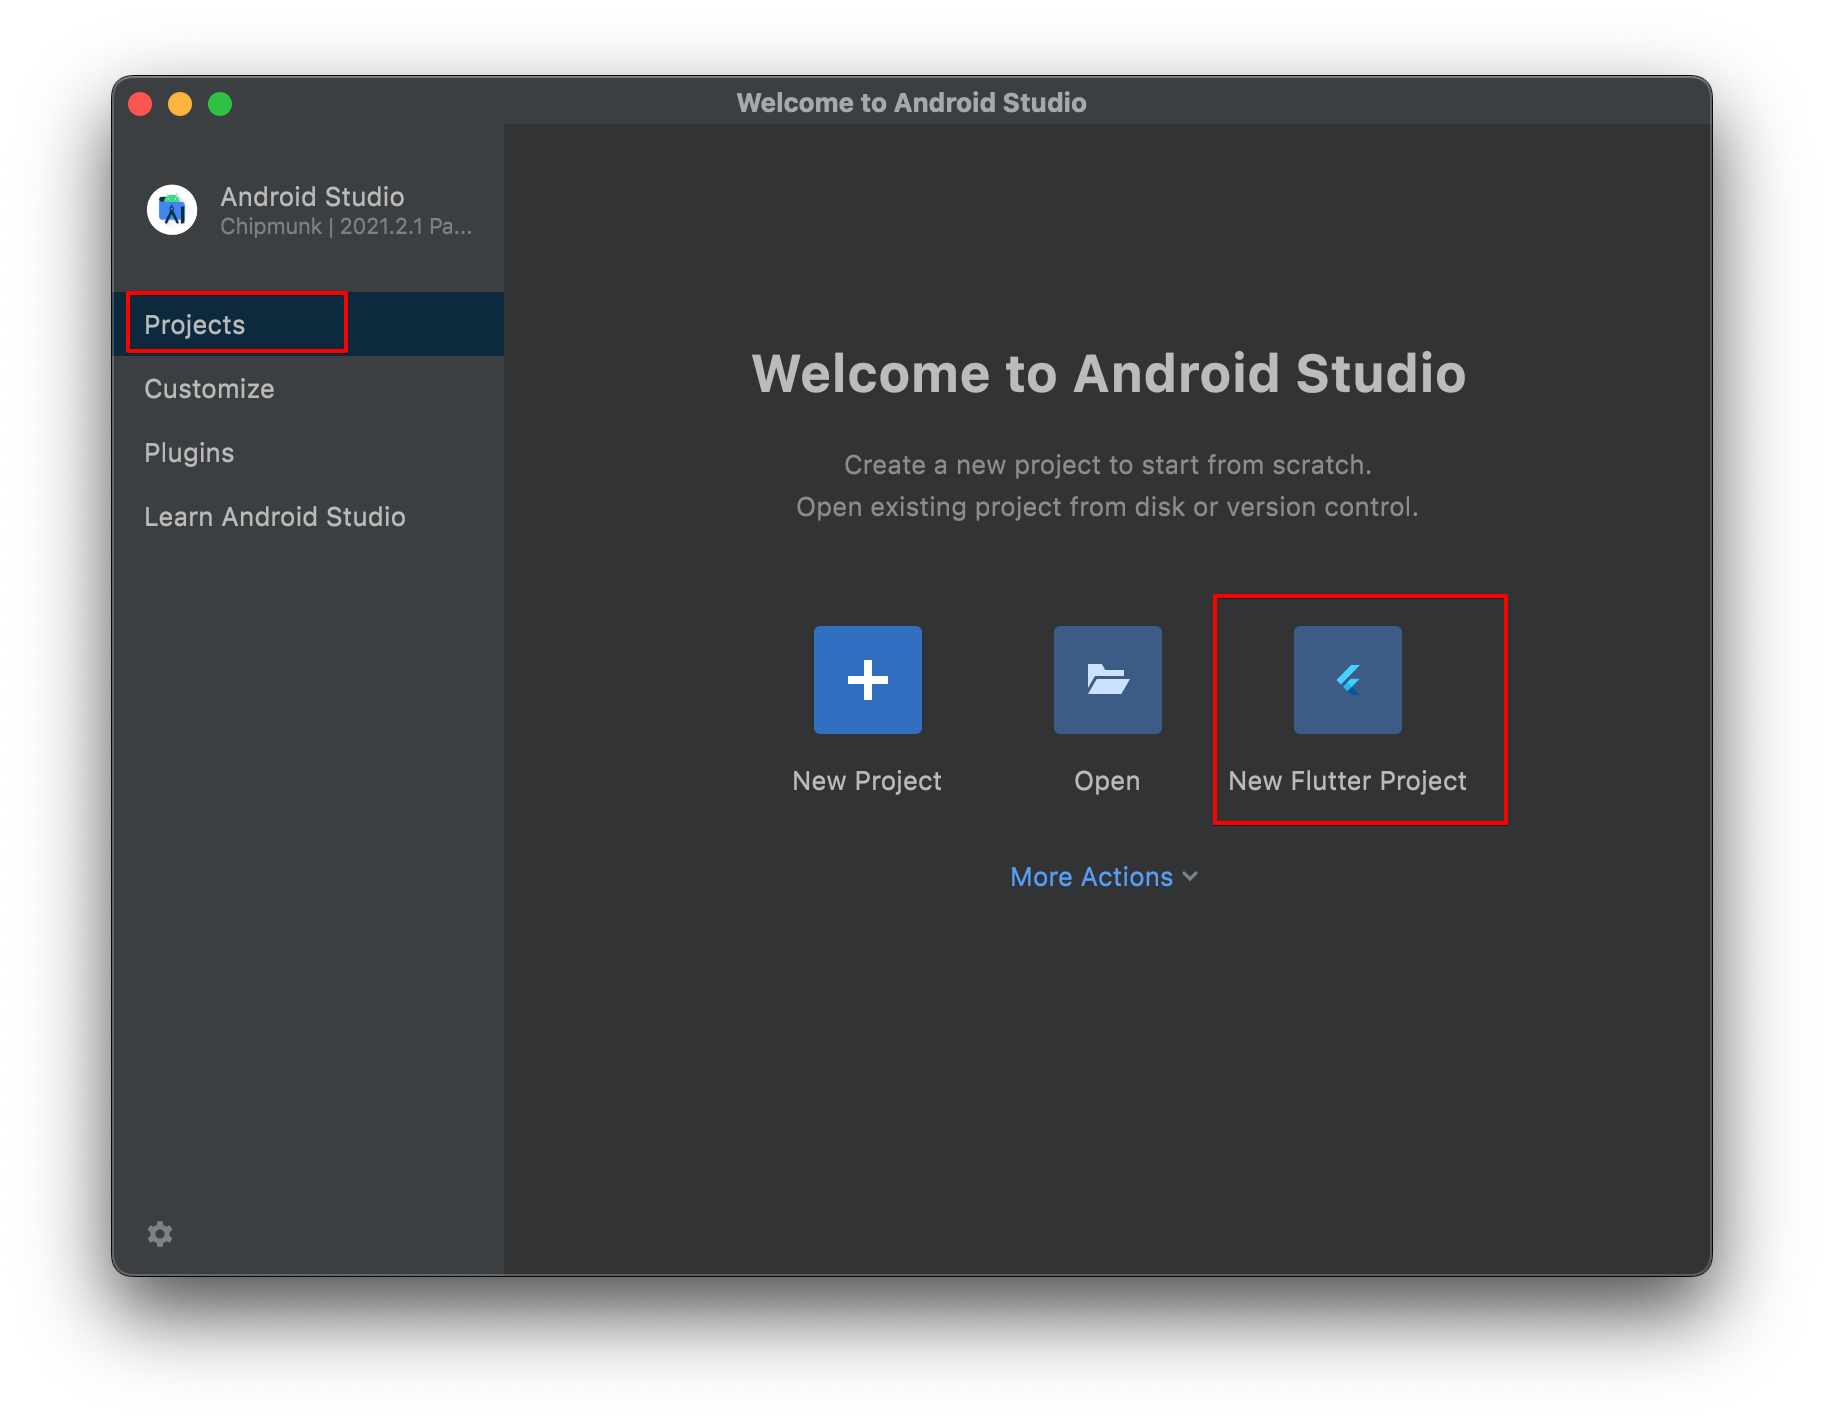 Welcome to Android Studio
Android Studio
Chipmunk | 2021.2.1 Pa...
Projects
Customize
Plugins
Learn Android Studio
Welcome to Android Studio
Create a new project to start from scratch.
Open existing project from disk or version control.
New Project
Open
New Flutter Project
More Actions